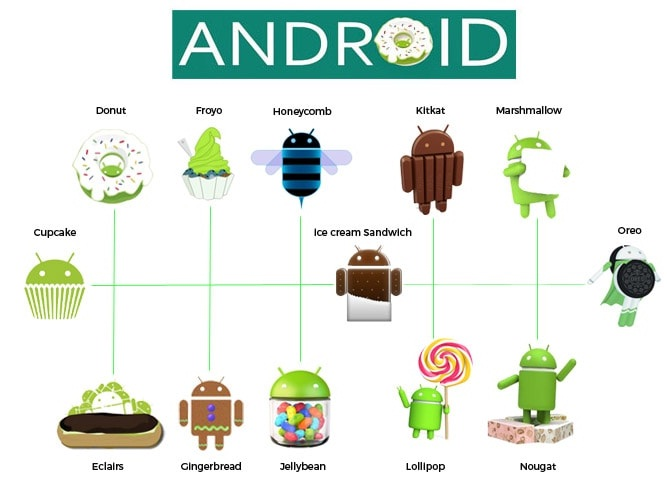 ANDROID
Donut
Froyo
Honeycomb
Kitkat
Marshmallow
Cupcake
Ice cream Sandwich
Oreo
Eclairs
Gingerbread
Jellybean
Lollipop
Nougat